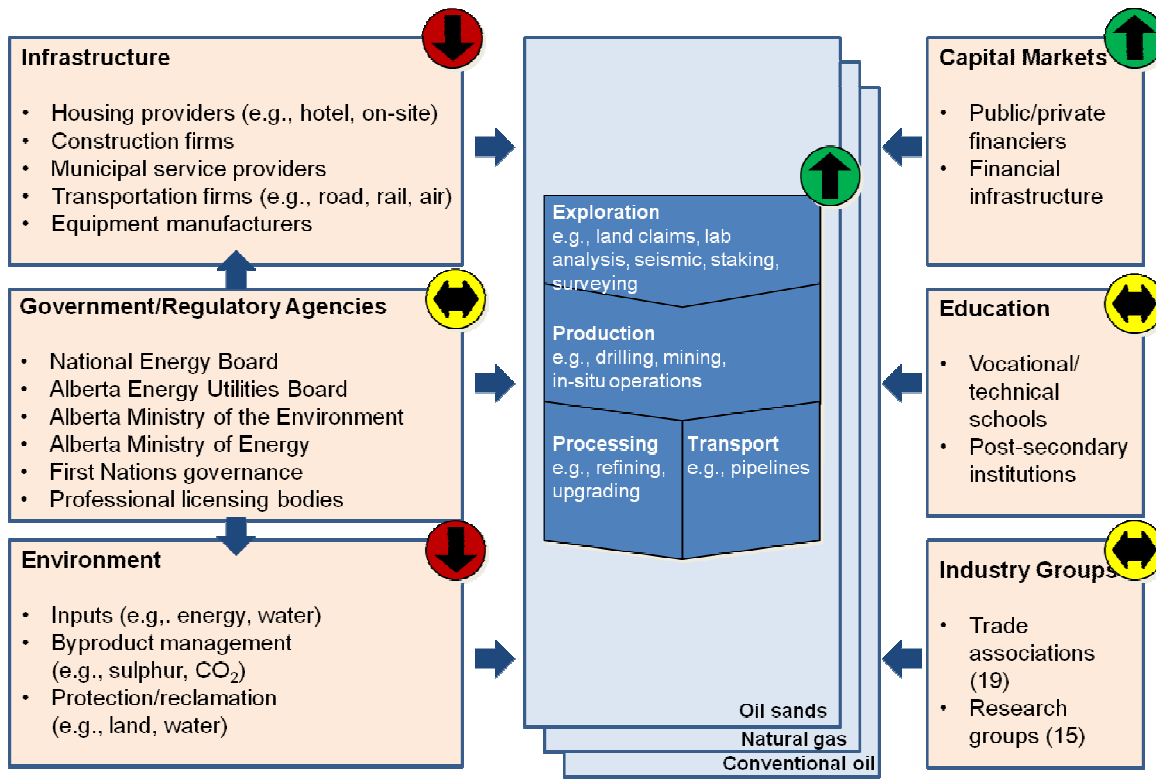 Infrastructure
• Housing providers (e.g., hotel, on-site)
• Construction firms
• Municipal service providers
• Transportation firms (e.g., road, rail, air)
• Equipment manufacturers
Government/Regulatory Agencies
• National Energy Board
• Alberta Energy Utilities Board
• Alberta Ministry of the Environment
• Alberta Ministry of Energy
• First Nations governance
• Professional licensing bodies
Environment
• Inputs (e.g,. energy, water)
• Byproduct management
(e.g., sulphur, CO₂)
• Protection/reclamation
(e.g., land, water)
Exploration
e.g., land claims, lab
analysis, seismic, staking,
surveying
Production
e.g., drilling, mining,
in-situ operations
Processing
e.g., refining,
upgrading
Transport
e.g., pipelines
Oil sands
Natural gas
Conventional oil
Capital Markets
• Public/private
financiers
• Financial
infrastructure
Education
• Vocational/
technical
schools
• Post-secondary
institutions
Industry Groups
• Trade
associations
(19)
• Research
groups (15)